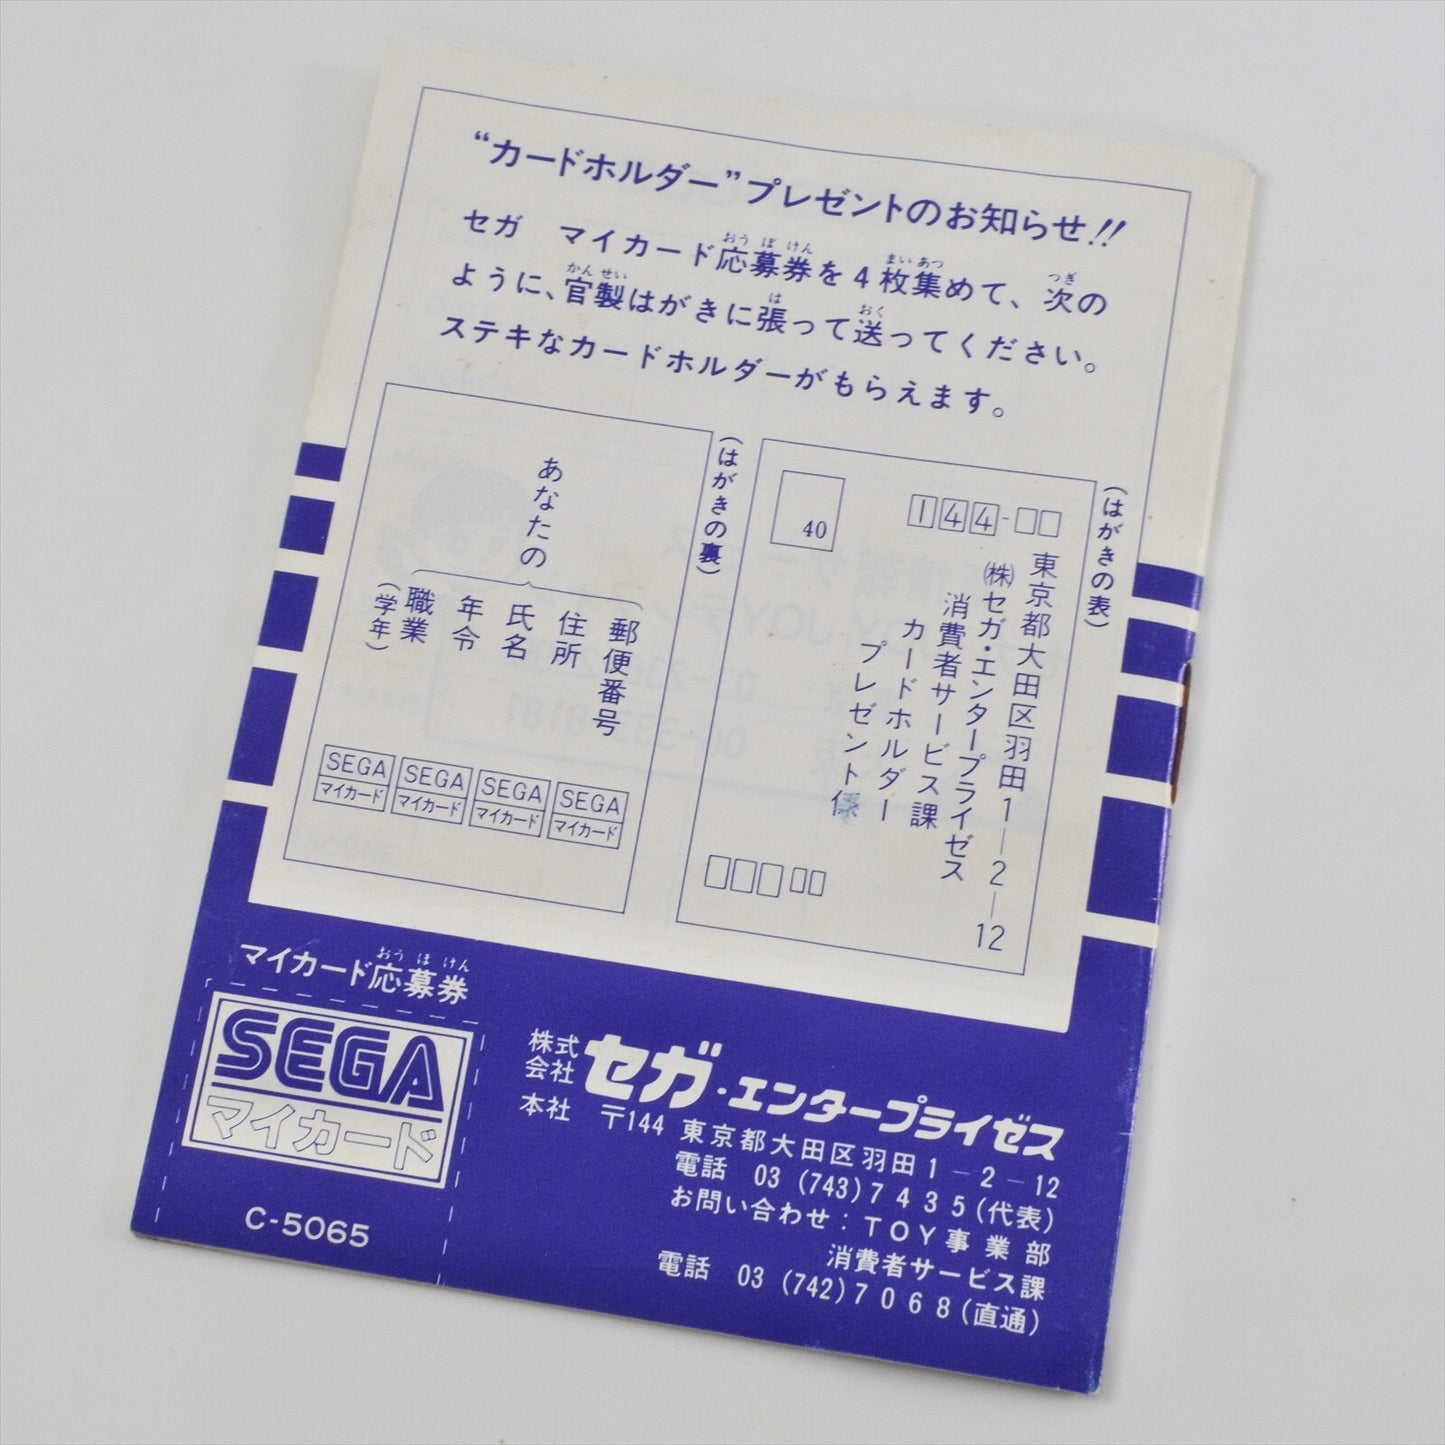 “カードホルダー”プレゼントのお知らせ!!
セガ　マイカード応募券を4枚集めて、次の
ように、官製はがきに張って送ってください。
ステキなカードホルダーがもらえます。
(はがきの表)
144-□□
40
東京都大田区羽田1－2－12
(株)セガ・エンタープライゼス
消費者サービス課
カードホルダー
プレゼント係
(はがきの裏)
あなたの
郵便番号
住所
氏名
年令
職業
(学年)
SEGA
マイカード
SEGA
マイカード
SEGA
マイカード
SEGA
マイカード
マイカード応募券
SEGA
マイカード
C-5065
株式会社 セガ・エンタープライゼス
本社　〒144 東京都大田区羽田1－2－12
電話　03 (743)7435(代表)
お問い合わせ：TOY事業部
消費者サービス課
電話　03 (742)7068(直通)